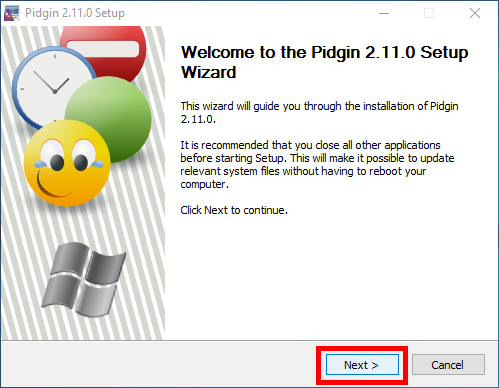 Pidgin 2.11.0 Setup
Welcome to the Pidgin 2.11.0 Setup
Wizard
This wizard will guide you through the installation of Pidgin
2.11.0.
It is recommended that you close all other applications
before starting Setup. This will make it possible to update
relevant system files without having to reboot your
computer.
Click Next to continue.
Next >
Cancel